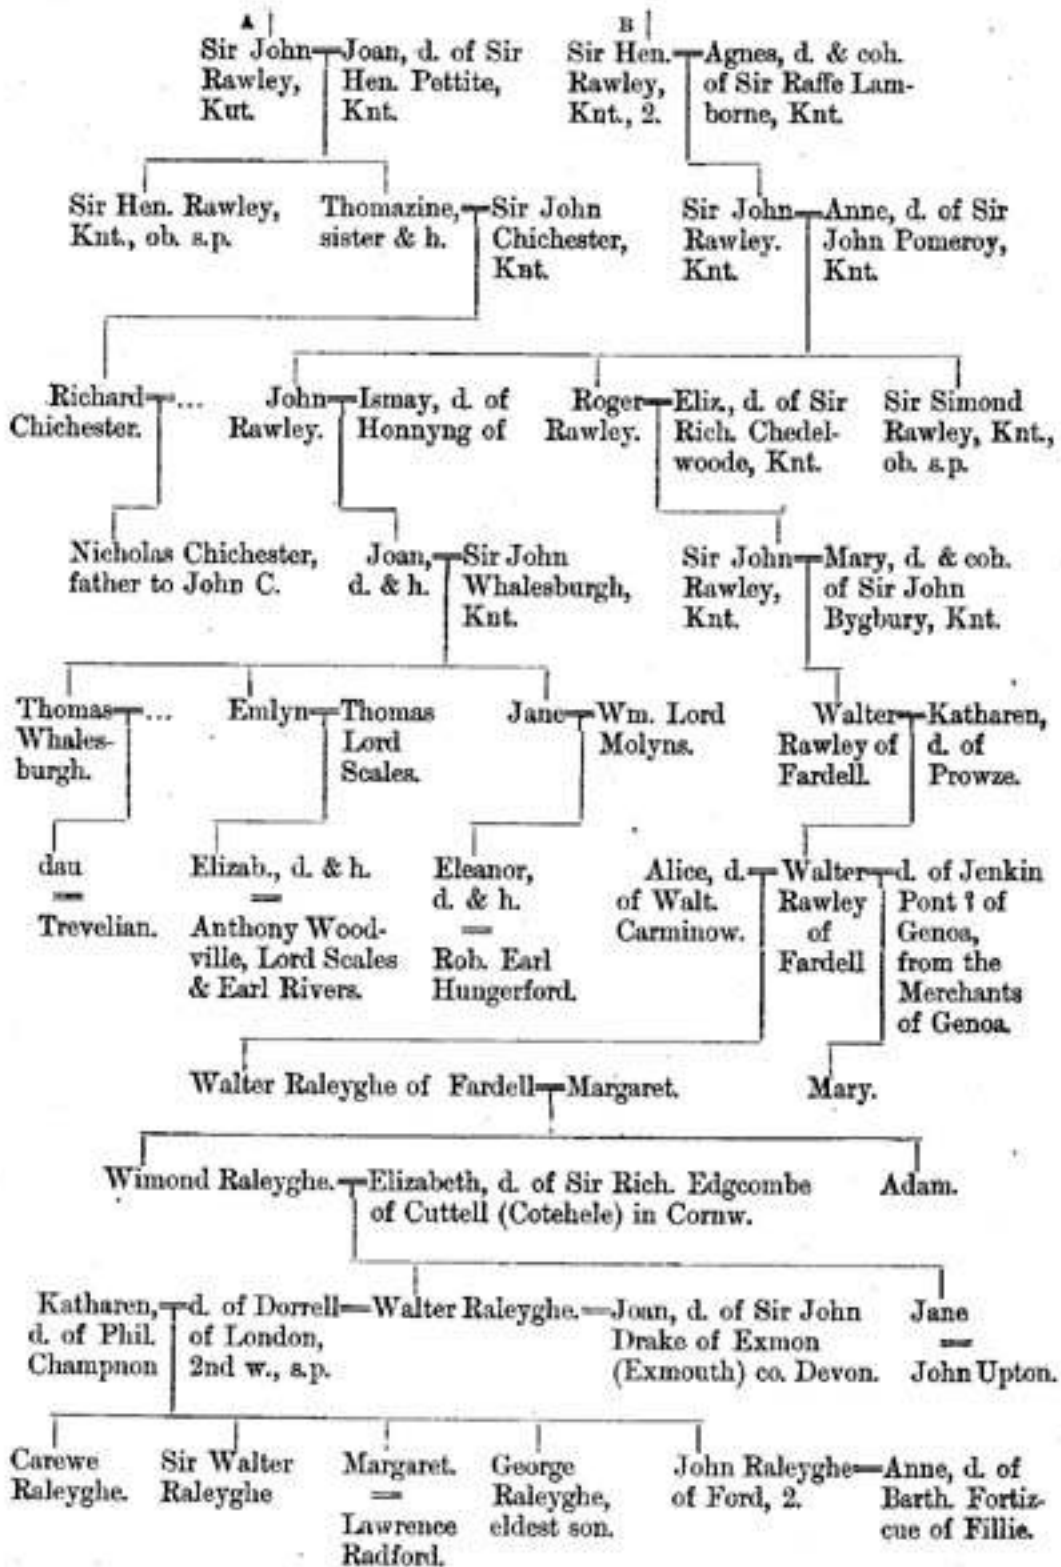 A B
Sir John Joan, d. of Sir Sir Hen. Agnes, d. & coh.
Rawley, Hen. Pettite, Rawley, of Sir Raffe Lam-
Knt. Knt. Knt., 2. borne, Knt.
Sir Hen. Rawley, Thomazine, Sir John Sir John Anne, d. of Sir
Knt., ob. s.p. sister & h. Chichester, Rawley. John Pomeroy,
Knt. Knt. Knt.
Richard ... John Ismay, d. of Roger Eliz., d. of Sir Sir Simond
Chichester. Rawley. Honnyng of Rawley. Rich. Chedel- Rawley, Knt.,
woode, Knt. ob. s.p.
Nicholas Chichester, Joan, Sir John Sir John Mary, d. & coh.
father to John C. d. & h. Whalesburgh, Rawley, of Sir John
Knt. Knt. Bygbury, Knt.
Thomas ... Emlyn Thomas Jane Wm. Lord Walter Katharen,
Whales- Lord Molyns. Rawley of d. of
burgh. Scales. Fardell. Prowze.
dau Elizab., d. & h. Eleanor, Alice, d. Walter d. of Jenkin
= = d. & h. of Walt. Rawley Pont ? of
Trevelian. Anthony Wood- = Carminow. of Genoa,
ville, Lord Scales Rob. Earl Fardell from the
& Earl Rivers. Hungerford. Merchants
of Genoa.
Walter Raleyghe of Fardell Margaret. Mary.
Wimond Raleyghe. Elizabeth, d. of Sir Rich. Edgcombe Adam.
of Cuttell (Cotehele) in Cornw.
Katharen, d. of Dorrell = Walter Raleyghe. = Joan, d. of Sir John Jane
d. of Phil. of London, Drake of Exmon =
Champnon 2nd w., s.p. (Exmouth) co. Devon. John Upton.
Carewe Sir Walter Margaret. George John Raleyghe = Anne, d. of
Raleyghe. Raleyghe = Raleyghe, of Ford, 2. Barth. Fortiz-
Lawrence eldest son. cue of Fillie.
Radford.